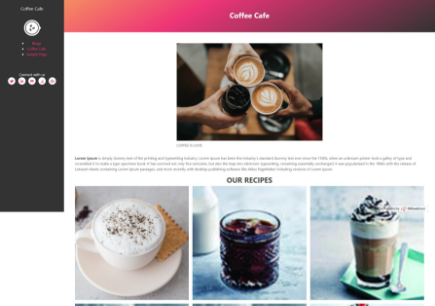 Coffee Cafe
Coffee Cafe
Blogs
Coffee Cafe
Connect with us
COFFEE IS LOVE
Lorem Ipsum is simply dummy text of the printing and typesetting industry. Lorem Ipsum has been the industry's standard dummy text ever since the 1500s, when an unknown printer took a galley of type and
scrambled it to make a type specimen book. It has survived not only five centuries, but also the leap into electronic typesetting, remaining essentially unchanged. It was popularised in the 1960s with the release of
Letraset sheets containing Lorem Ipsum passages, and more recently with desktop publishing software like Aldus PageMaker including versions of Lorem Ipsum.
OUR RECIPES